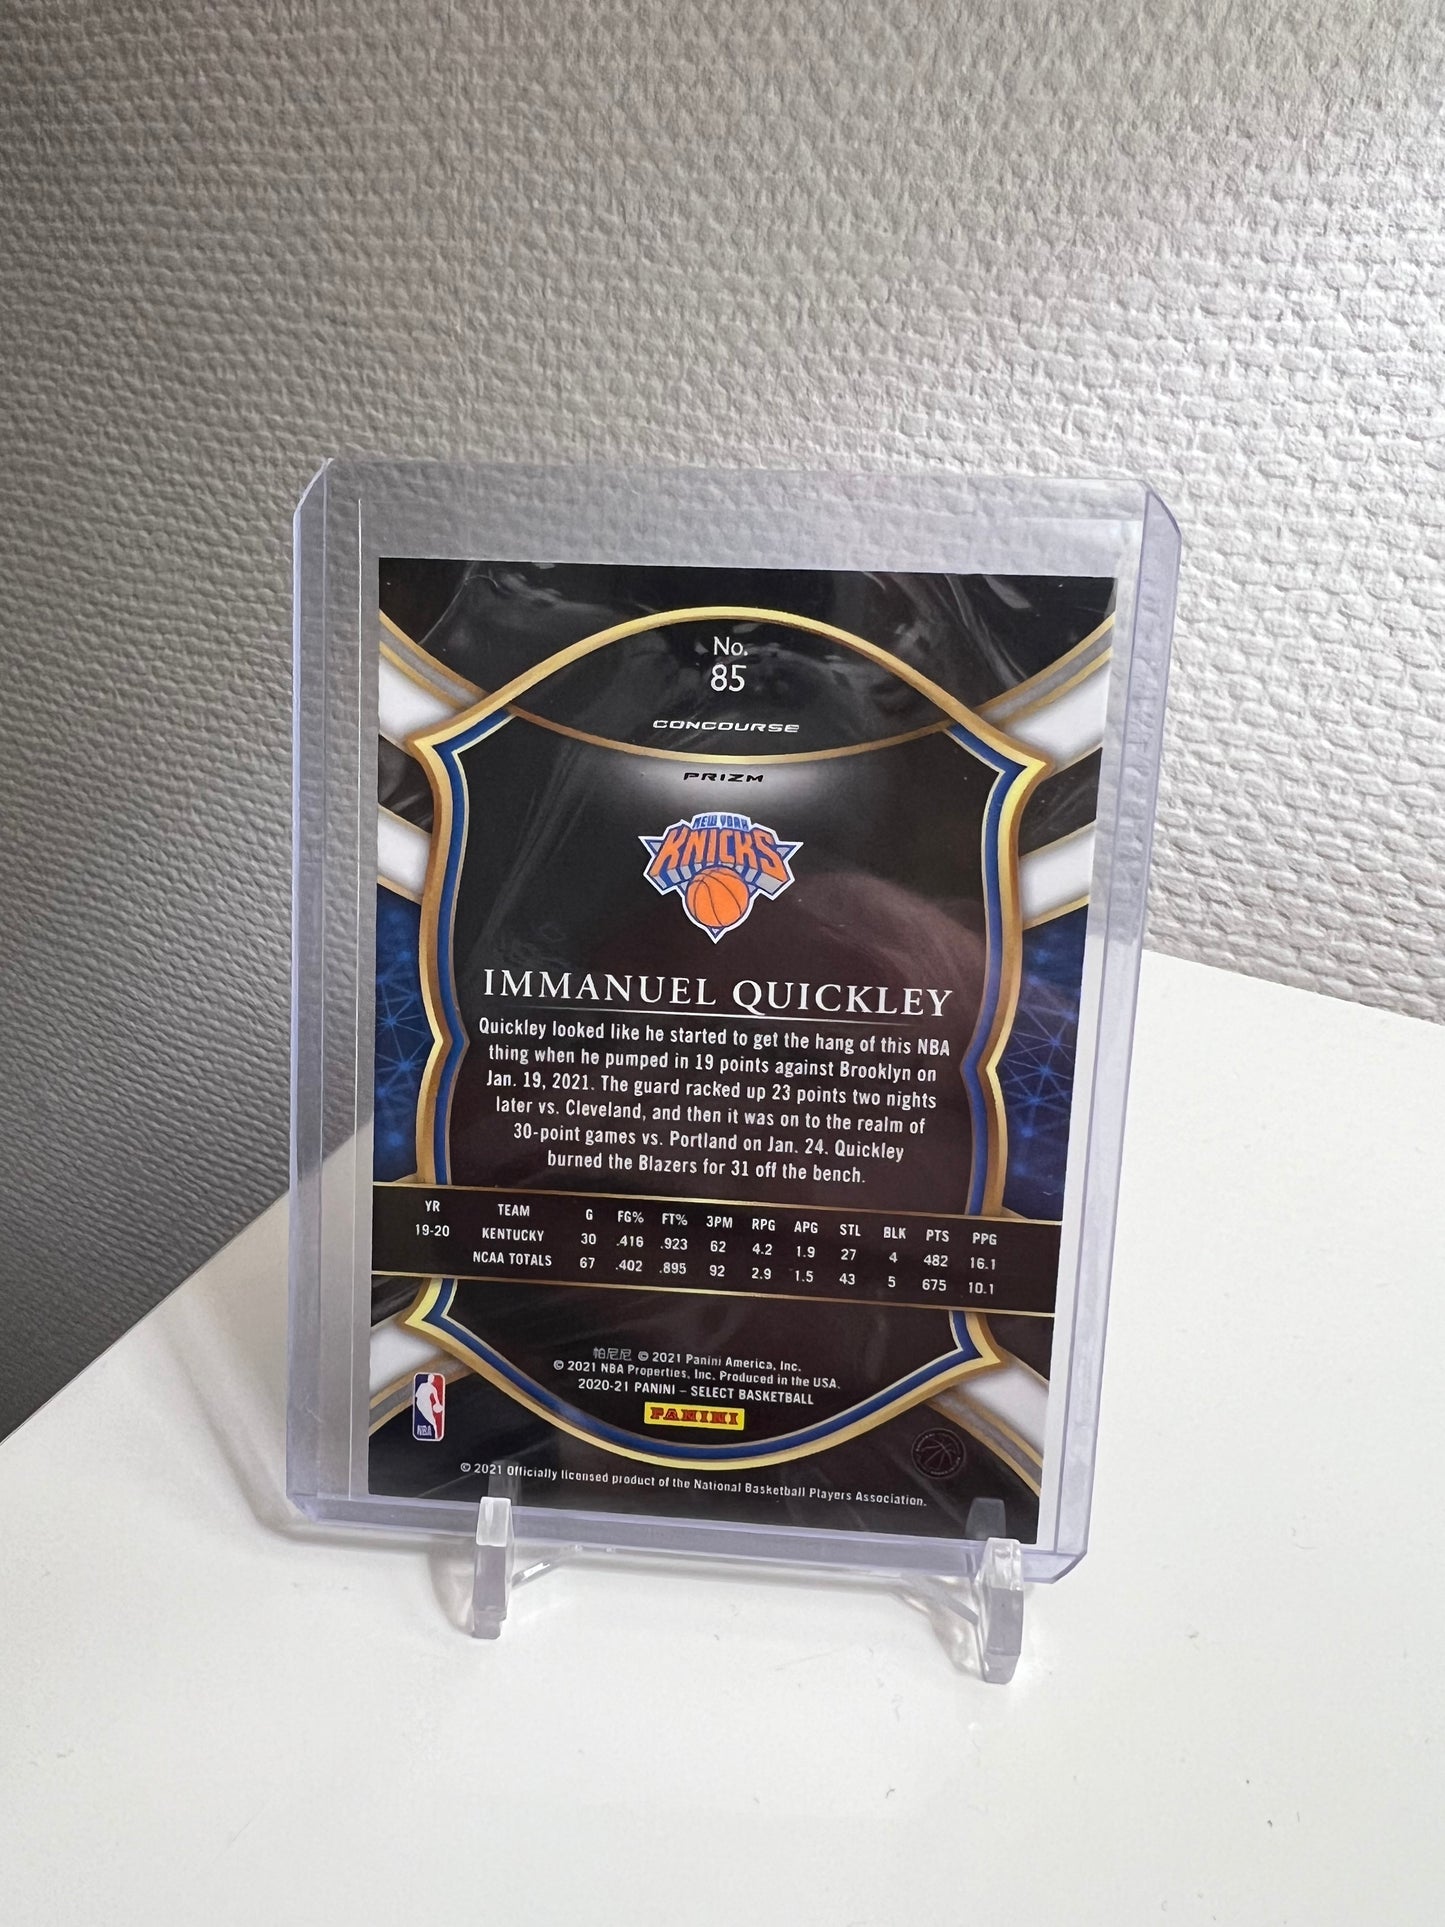 No.
85
CONCOURSE
PRIZM
NEW YORK
KNICKS
IMMANUEL QUICKLEY
Quickley looked like he started to get the hang of this NBA
thing when he pumped in 19 points against Brooklyn on
Jan. 19, 2021. The guard racked up 23 points two nights
later vs. Cleveland, and then it was on to the realm of
30-point games vs. Portland on Jan. 24. Quickley
burned the Blazers for 31 off the bench.
YR TEAM G FG% FT% 3PM RPG APG STL BLK PTS PPG
19-20 KENTUCKY 30 .416 .923 62 4.2 1.9 27 4 482 16.1
NCAA TOTALS 67 .402 .895 92 2.9 1.5 43 5 675 10.1
帕尼尼 © 2021 Panini America, Inc.
© 2021 NBA Properties, Inc. Produced in the USA.
2020-21 PANINI – SELECT BASKETBALL
PANINI
NBA
© 2021 Officially licensed product of the National Basketball Players Association.